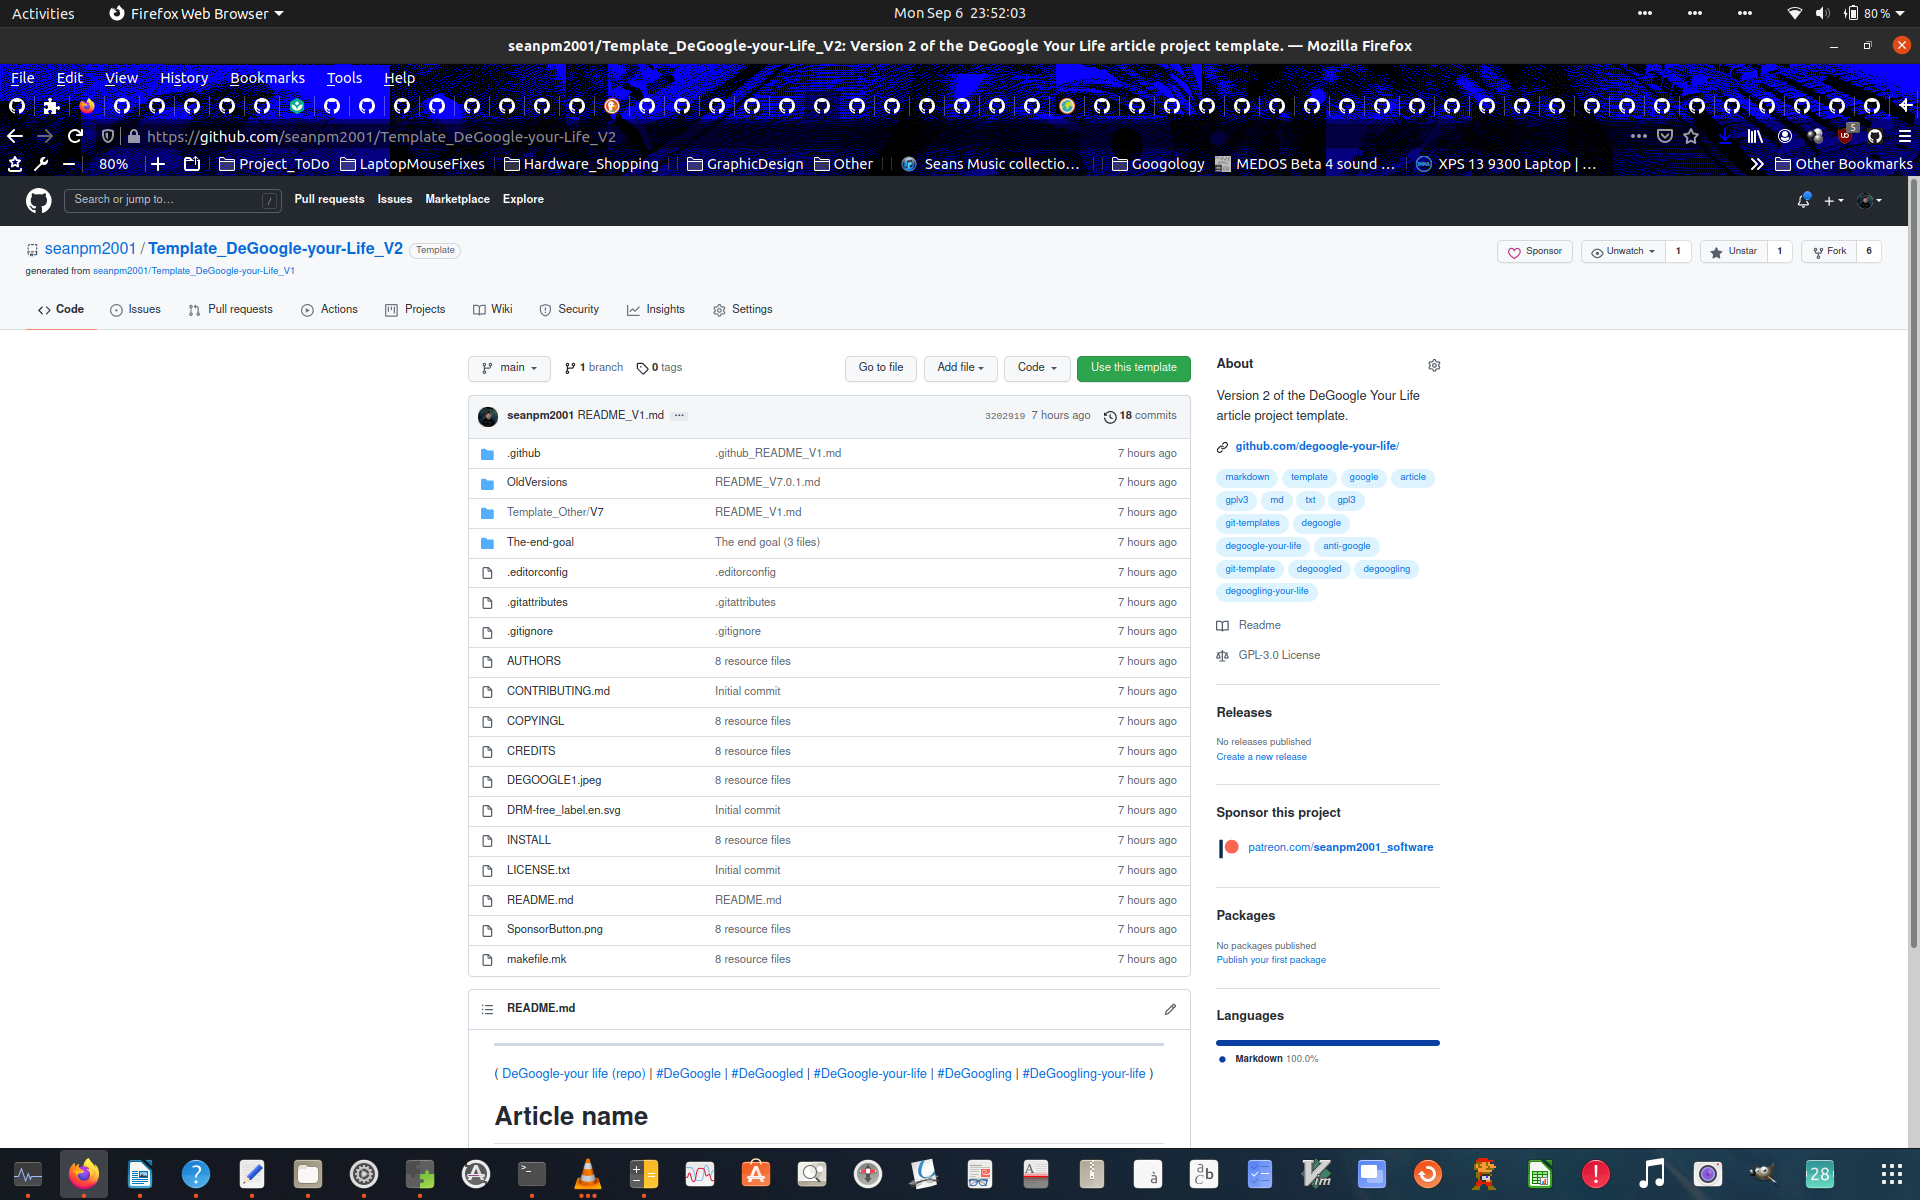 Activities Firefox Web Browser Mon Sep 6 23:52:03 80 %
seanpm2001/Template_DeGoogle-your-Life_V2: Version 2 of the DeGoogle Your Life article project template. — Mozilla Firefox
File Edit View History Bookmarks Tools Help
https://github.com/seanpm2001/Template_DeGoogle-your-Life_V2 5
80% Project_ToDo LaptopMouseFixes Hardware_Shopping GraphicDesign Other Seans Music collectio… Googology MEDOS Beta 4 sound … XPS 13 9300 Laptop | … Other Bookmarks
Search or jump to… / Pull requests Issues Marketplace Explore
seanpm2001 / Template_DeGoogle-your-Life_V2 Template Sponsor Unwatch 1 Unstar 1 Fork 6
generated from seanpm2001/Template_DeGoogle-your-Life_V1
Code Issues Pull requests Actions Projects Wiki Security Insights Settings
main 1 branch 0 tags Go to file Add file Code Use this template
seanpm2001 README_V1.md ... 3202919 7 hours ago 18 commits
.github .github_README_V1.md 7 hours ago
OldVersions README_V7.0.1.md 7 hours ago
Template_Other/V7 README_V1.md 7 hours ago
The-end-goal The end goal (3 files) 7 hours ago
.editorconfig .editorconfig 7 hours ago
.gitattributes .gitattributes 7 hours ago
.gitignore .gitignore 7 hours ago
AUTHORS 8 resource files 7 hours ago
CONTRIBUTING.md Initial commit 7 hours ago
COPYINGL 8 resource files 7 hours ago
CREDITS 8 resource files 7 hours ago
DEGOOGLE1.jpeg 8 resource files 7 hours ago
DRM-free_label.en.svg Initial commit 7 hours ago
INSTALL 8 resource files 7 hours ago
LICENSE.txt Initial commit 7 hours ago
README.md README.md 7 hours ago
SponsorButton.png 8 resource files 7 hours ago
makefile.mk 8 resource files 7 hours ago
README.md
( DeGoogle-your life (repo) | #DeGoogle | #DeGoogled | #DeGoogle-your-life | #DeGoogling | #DeGoogling-your-life )
Article name
About
Version 2 of the DeGoogle Your Life
article project template.
github.com/degoogle-your-life/
markdown template google article
gplv3 md txt gpl3
git-templates degoogle
degoogle-your-life anti-google
git-template degoogled degoogling
degoogling-your-life
Readme
GPL-3.0 License
Releases
No releases published
Create a new release
Sponsor this project
patreon.com/seanpm2001_software
Packages
No packages published
Publish your first package
Languages
Markdown 100.0%
28